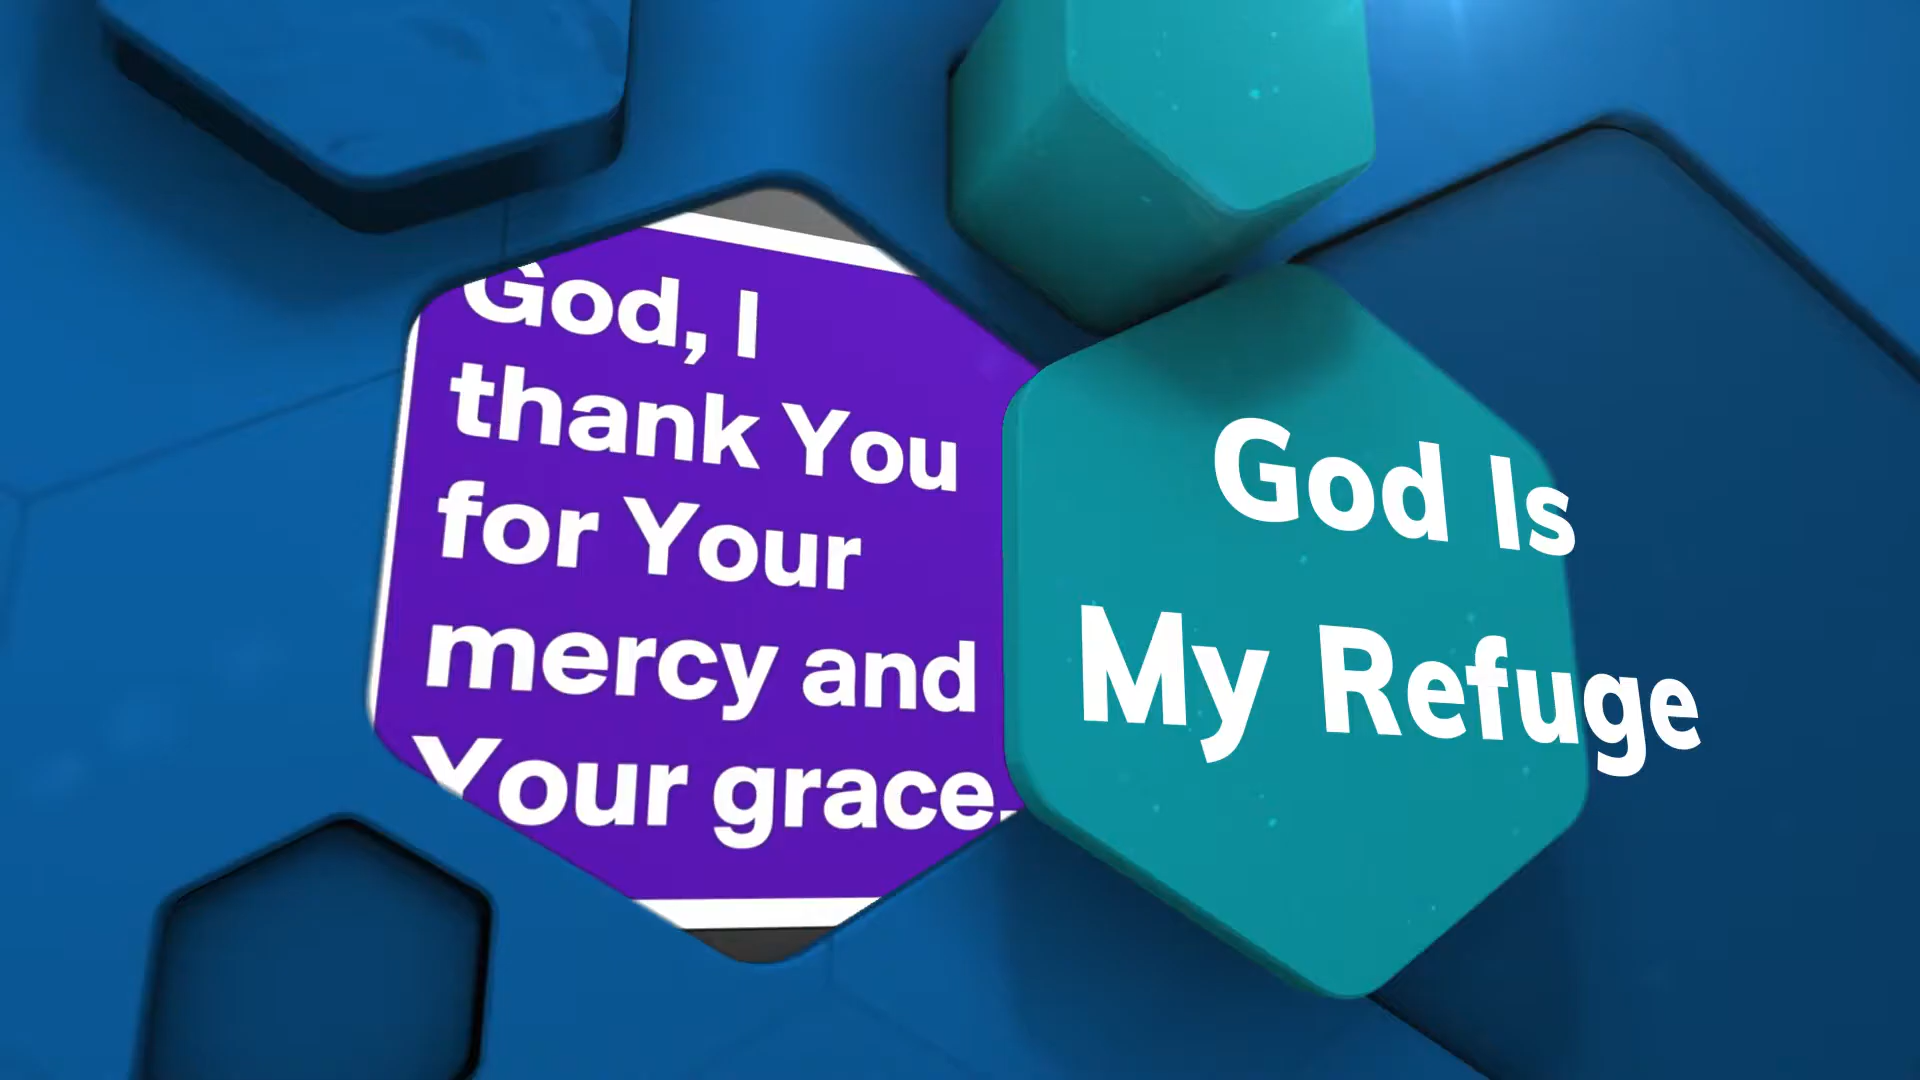 God, I
thank You
for Your
mercy and
Your grace.
God Is
My Refuge